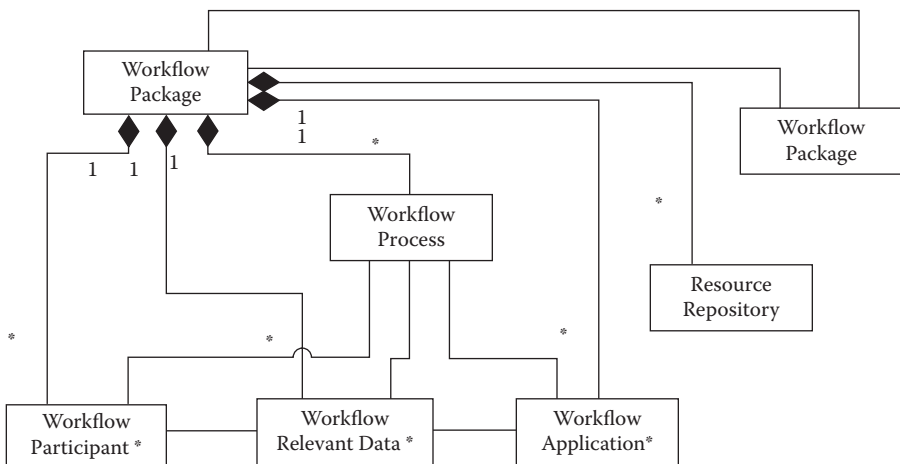 Workflow
Package
1
1
*
1
1
1
Workflow
Package
Workflow
Process
*
Resource
Repository
*
*
*
Workflow
Participant *
Workflow
Relevant Data *
Workflow
Application*